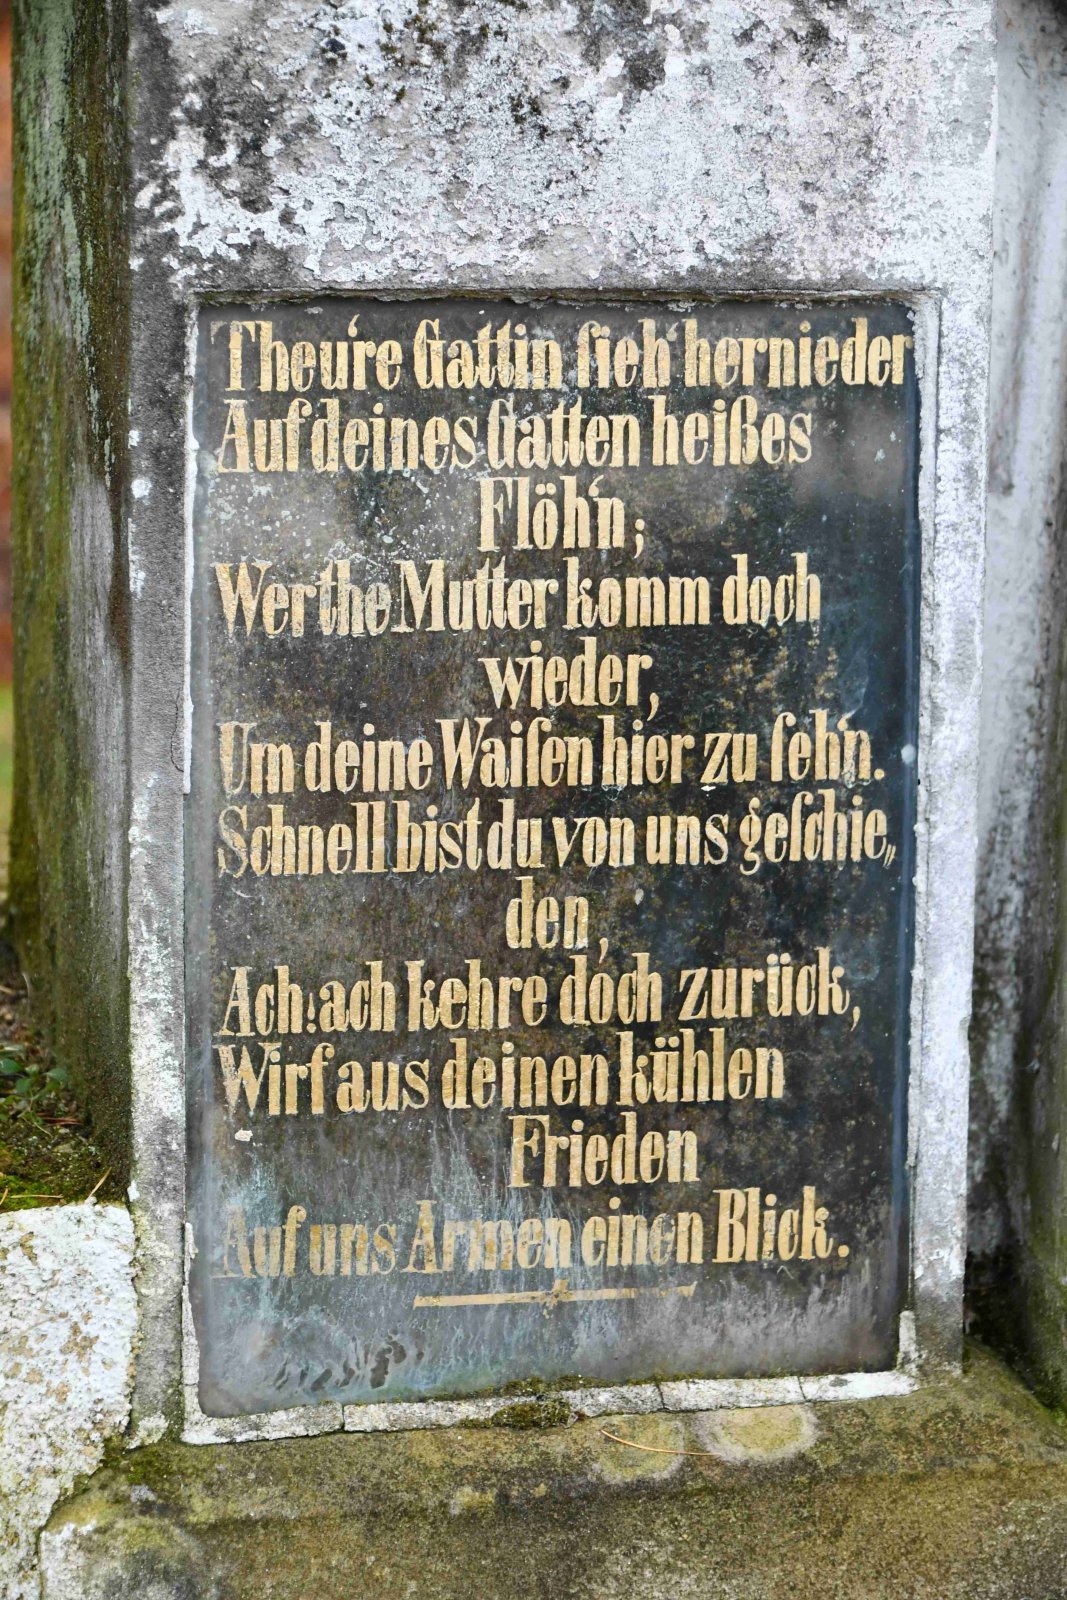 Theu're Gattin ſieh' hernieder
Auf deines Gatten heißes
Flöh'n;
Werthe Mutter komm doch
wieder,
Um deine Waiſen hier zu ſeh'n.
Schnell bist du von uns geſchie„
den,
Ach! ach kehre doch zurück,
Wirf aus deinen kühlen
Frieden
Auf uns Armen einen Blick.